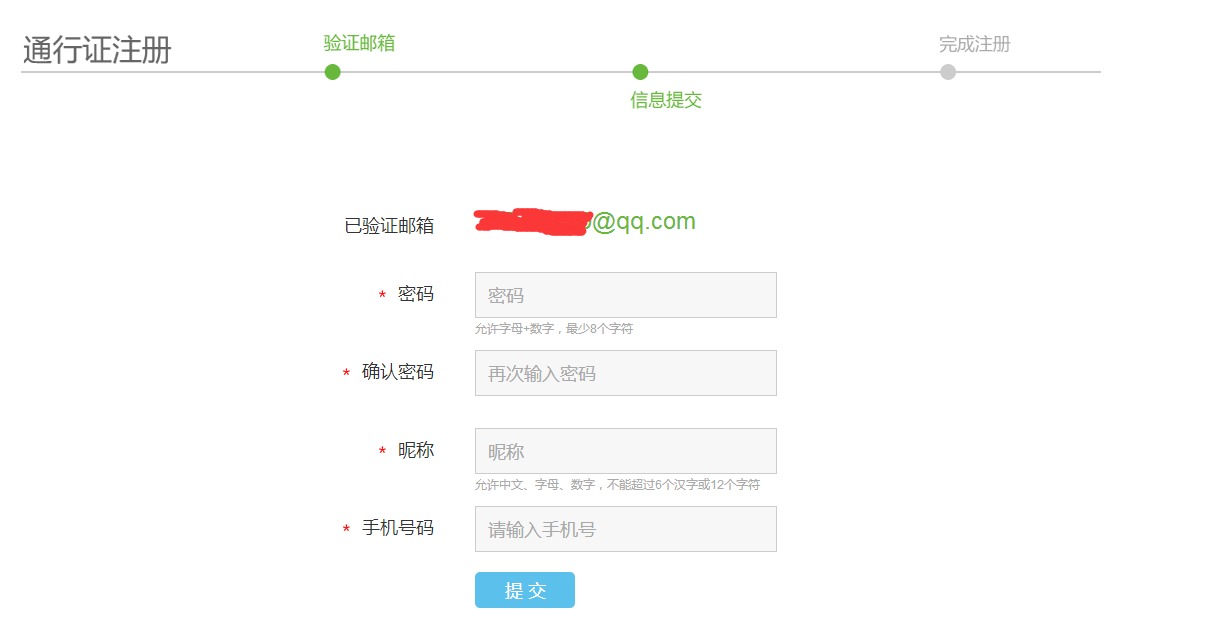 通行证注册
验证邮箱
完成注册
信息提交
已验证邮箱
@qq.com
* 密码
密码
允许字母+数字，最少8个字符
* 确认密码
再次输入密码
* 昵称
昵称
允许中文、字母、数字，不能超过6个汉字或12个字符
* 手机号码
请输入手机号
提 交